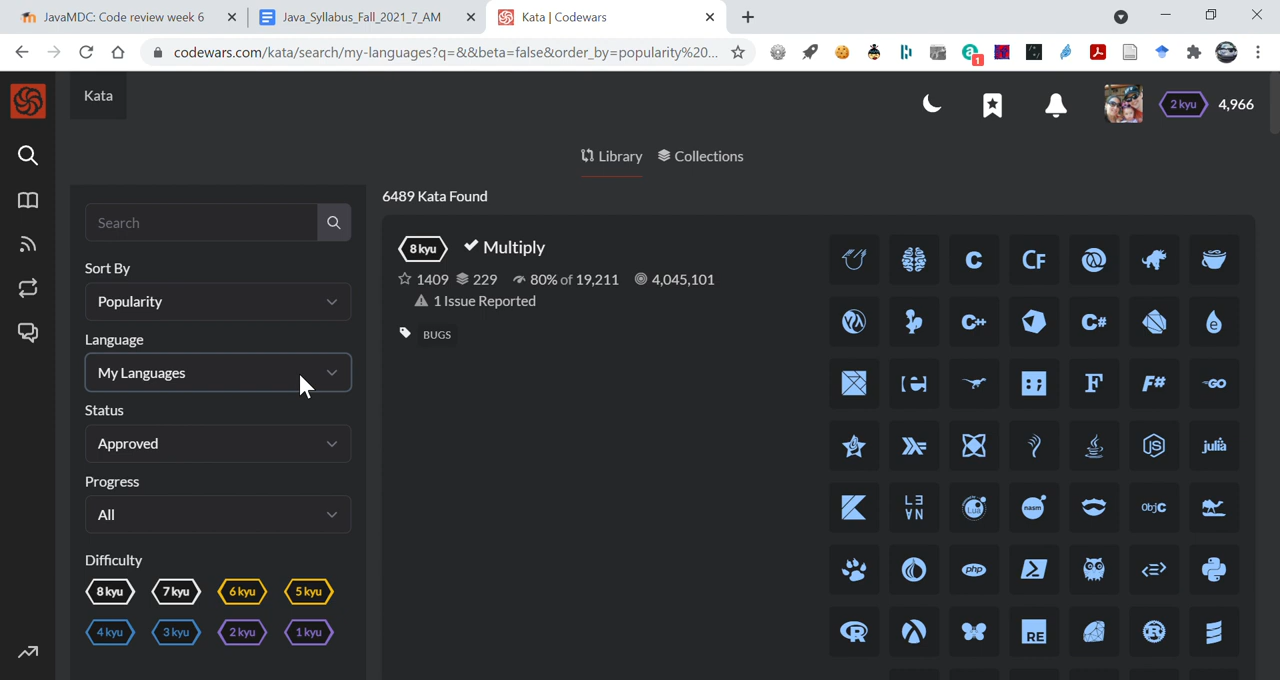 JavaMDC: Code review week 6
Java_Syllabus_Fall_2021_7_AM
Kata | Codewars
codewars.com/kata/search/my-languages?q=&&beta=false&order_by=popularity%20...
1
Kata
2 kyu 4,966
Library Collections
6489 Kata Found
Search
Sort By
Popularity
Language
My Languages
Status
Approved
Progress
All
Difficulty
8 kyu 7 kyu 6 kyu 5 kyu
4 kyu 3 kyu 2 kyu 1 kyu
8 kyu Multiply
1409 229 80% of 19,211 4,045,101
1 Issue Reported
BUGS
C CF
C++ C# e
F F# GO
julia
LEAN Lua nasm ObjC
php
R RE